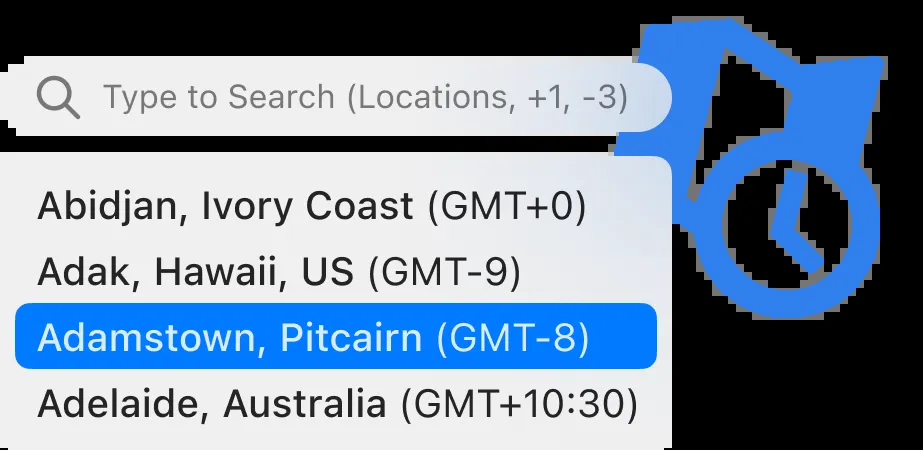 Type to Search (Locations, +1, -3)
Abidjan, Ivory Coast (GMT+0)
Adak, Hawaii, US (GMT-9)
Adamstown, Pitcairn (GMT-8)
Adelaide, Australia (GMT+10:30)